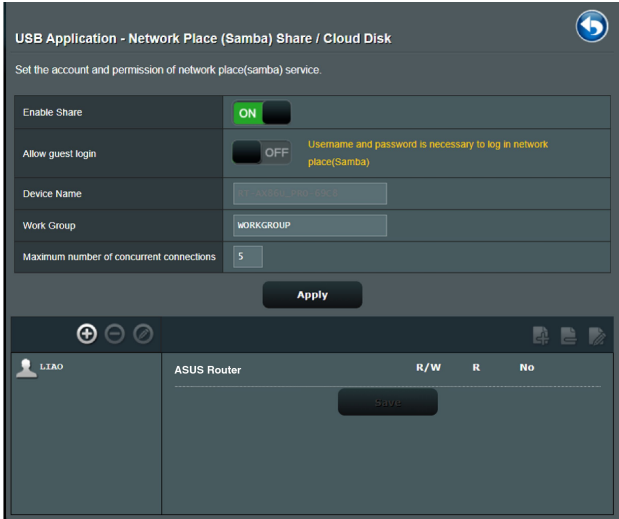 USB Application - Network Place (Samba) Share / Cloud Disk
Set the account and permission of network place(samba) service.
Enable Share ON
Allow guest login OFF Username and password is necessary to log in network
place(Samba)
Device Name
Work Group WORKGROUP
Maximum number of concurrent connections 5
Apply
LIAO
ASUS Router R/W R No
Save